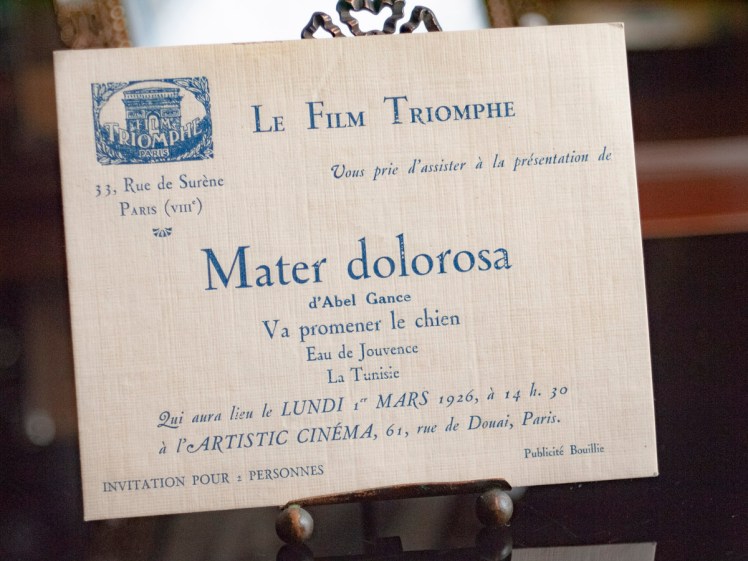 LE FILM TRIOMPHE
PARIS
LE FILM TRIOMPHE
Vous prie d'assister à la présentation de
33, Rue de Surène
PARIS (VIIIe)
Mater dolorosa
d'Abel Gance
Va promener le chien
Eau de Jouvence
La Tunisie
Qui aura lieu le LUNDI 1er MARS 1926, à 14 h. 30
à l'ARTISTIC CINÉMA, 61, rue de Douai, Paris.
Publicité Bouillie
INVITATION POUR 2 PERSONNES